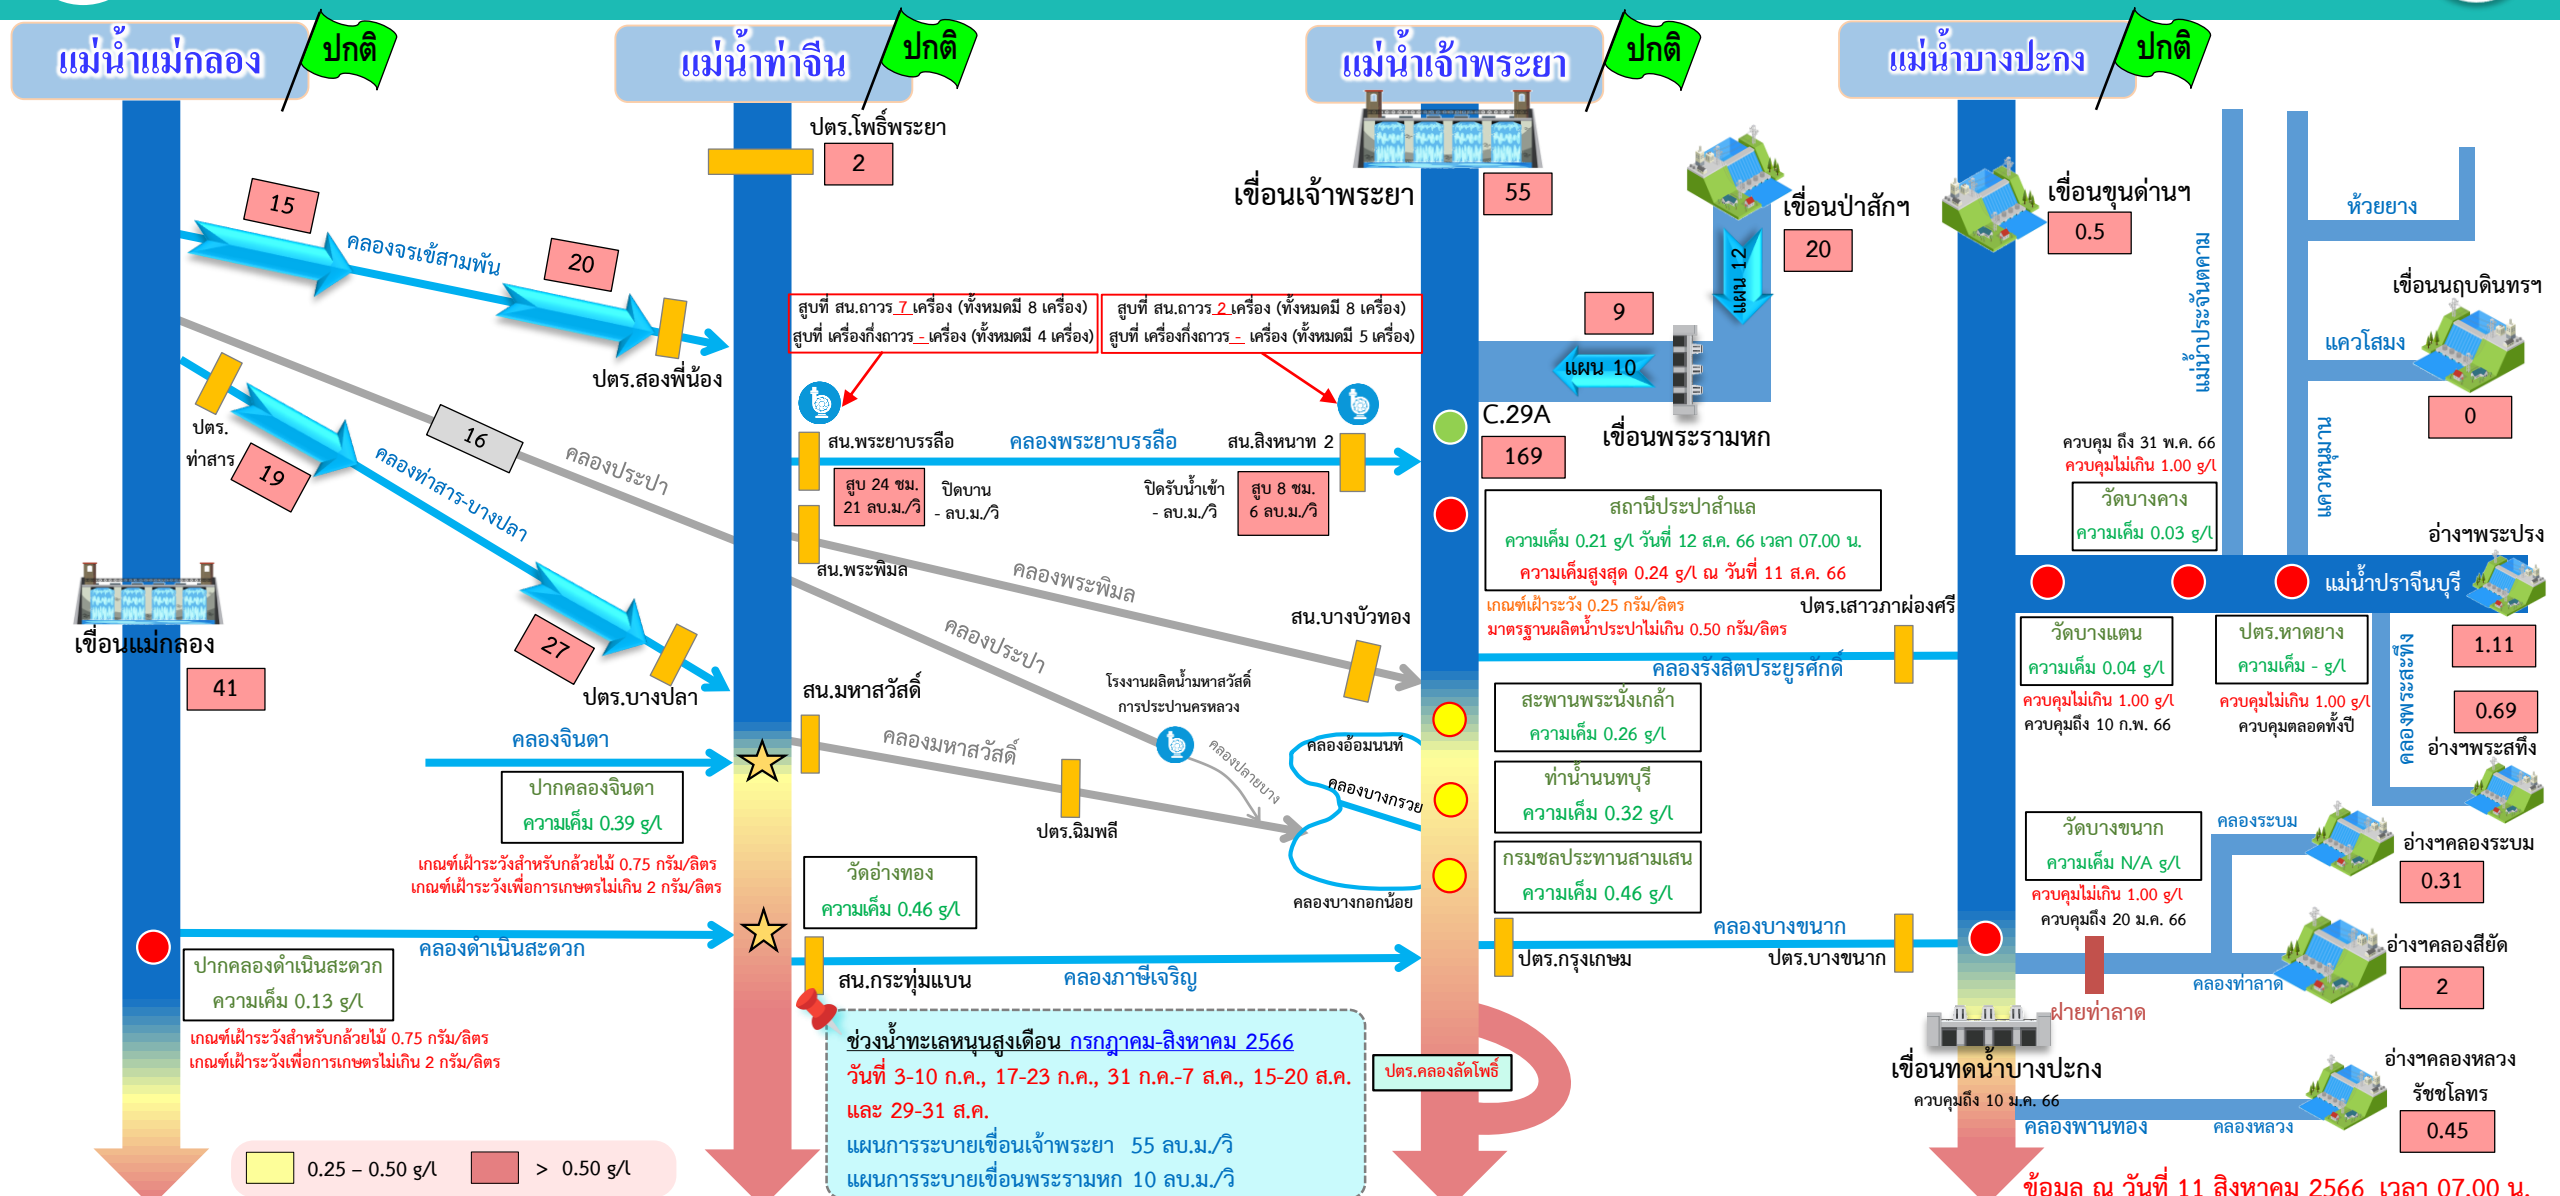 แม่น้ำแม่กลอง
ปกติ
แม่น้ำท่าจีน
ปกติ
แม่น้ำเจ้าพระยา
ปกติ
แม่น้ำบางปะกง
ปกติ
ปตร.โพธิ์พระยา
2
15
คลองจรเข้สามพัน
20
ปตร.สองพี่น้อง
ปตร.
ท่าสาร
19
คลองท่าสาร-บางปลา
16
คลองประปา
27
ปตร.บางปลา
เขื่อนแม่กลอง
41
คลองจินดา
ปากคลองจินดา
ความเค็ม 0.39 g/l
เกณฑ์เฝ้าระวังสำหรับกล้วยไม้ 0.75 กรัม/ลิตร
เกณฑ์เฝ้าระวังเพื่อการเกษตรไม่เกิน 2 กรัม/ลิตร
คลองดำเนินสะดวก
ปากคลองดำเนินสะดวก
ความเค็ม 0.13 g/l
เกณฑ์เฝ้าระวังสำหรับกล้วยไม้ 0.75 กรัม/ลิตร
เกณฑ์เฝ้าระวังเพื่อการเกษตรไม่เกิน 2 กรัม/ลิตร
0.25 – 0.50 g/l
> 0.50 g/l
สูบที่ สน.ถาวร 7 เครื่อง (ทั้งหมดมี 8 เครื่อง)
สูบที่ เครื่องกึ่งถาวร - เครื่อง (ทั้งหมดมี 4 เครื่อง)
สูบที่ สน.ถาวร 2 เครื่อง (ทั้งหมดมี 8 เครื่อง)
สูบที่ เครื่องกึ่งถาวร - เครื่อง (ทั้งหมดมี 5 เครื่อง)
สน.พระยาบรรลือ
คลองพระยาบรรลือ
สน.สิงหนาท 2
สูบ 24 ชม.
21 ลบ.ม./วิ
ปิดบาน
- ลบ.ม./วิ
ปิดรับน้ำเข้า
- ลบ.ม./วิ
สูบ 8 ชม.
6 ลบ.ม./วิ
สน.พระพิมล
คลองพระพิมล
สน.บางบัวทอง
คลองประปา
โรงงานผลิตน้ำมหาสวัสดิ์
การประปานครหลวง
สน.มหาสวัสดิ์
คลองมหาสวัสดิ์
ปตร.ฉิมพลี
คลองปลายบาง
คลองอ้อมนนท์
คลองบางกรวย
คลองบางกอกน้อย
วัดอ่างทอง
ความเค็ม 0.46 g/l
สน.กระทุ่มแบน
คลองภาษีเจริญ
ช่วงน้ำทะเลหนุนสูงเดือน กรกฎาคม-สิงหาคม 2566
วันที่ 3-10 ก.ค., 17-23 ก.ค., 31 ก.ค.-7 ส.ค., 15-20 ส.ค.
และ 29-31 ส.ค.
แผนการระบายเขื่อนเจ้าพระยา 55 ลบ.ม./วิ
แผนการระบายเขื่อนพระรามหก 10 ลบ.ม./วิ
ปตร.คลองลัดโพธิ์
เขื่อนเจ้าพระยา
55
เขื่อนป่าสักฯ
20
แผน 12
9
แผน 10
เขื่อนพระรามหก
C.29A
169
สถานีประปาสำแล
ความเค็ม 0.21 g/l วันที่ 12 ส.ค. 66 เวลา 07.00 น.
ความเค็มสูงสุด 0.24 g/l ณ วันที่ 11 ส.ค. 66
เกณฑ์เฝ้าระวัง 0.25 กรัม/ลิตร
มาตรฐานผลิตน้ำประปาไม่เกิน 0.50 กรัม/ลิตร
ปตร.เสาวภาผ่องศรี
คลองรังสิตประยูรศักดิ์
สะพานพระนั่งเกล้า
ความเค็ม 0.26 g/l
ท่าน้ำนนทบุรี
ความเค็ม 0.32 g/l
กรมชลประทานสามเสน
ความเค็ม 0.46 g/l
คลองบางขนาก
ปตร.กรุงเกษม
ปตร.บางขนาก
เขื่อนขุนด่านฯ
0.5
แม่น้ำประจันตคาม
ห้วยยาง
เขื่อนนฤบดินทรฯ
แควโสมง
0
แควหนุมาน
ควบคุม ถึง 31 พ.ค. 66
ควบคุมไม่เกิน 1.00 g/l
วัดบางคาง
ความเค็ม 0.03 g/l
อ่างฯพระปรง
แม่น้ำปราจีนบุรี
1.11
วัดบางแตน
ความเค็ม 0.04 g/l
ควบคุมไม่เกิน 1.00 g/l
ควบคุมถึง 10 ก.พ. 66
ปตร.หาดยาง
ความเค็ม - g/l
ควบคุมไม่เกิน 1.00 g/l
ควบคุมตลอดทั้งปี
คลองพระสะทึง
0.69
อ่างฯพระสทึง
วัดบางขนาก
ความเค็ม N/A g/l
ควบคุมไม่เกิน 1.00 g/l
ควบคุมถึง 20 ม.ค. 66
คลองระบม
อ่างฯคลองระบม
0.31
อ่างฯคลองสียัด
2
คลองท่าลาด
ฝายท่าลาด
เขื่อนทดน้ำบางปะกง
ควบคุมถึง 10 ม.ค. 66
คลองพานทอง
คลองหลวง
อ่างฯคลองหลวง
รัชชโลทร
0.45
ข้อมูล ณ วันที่ 11 สิงหาคม 2566 เวลา 07.00 น.